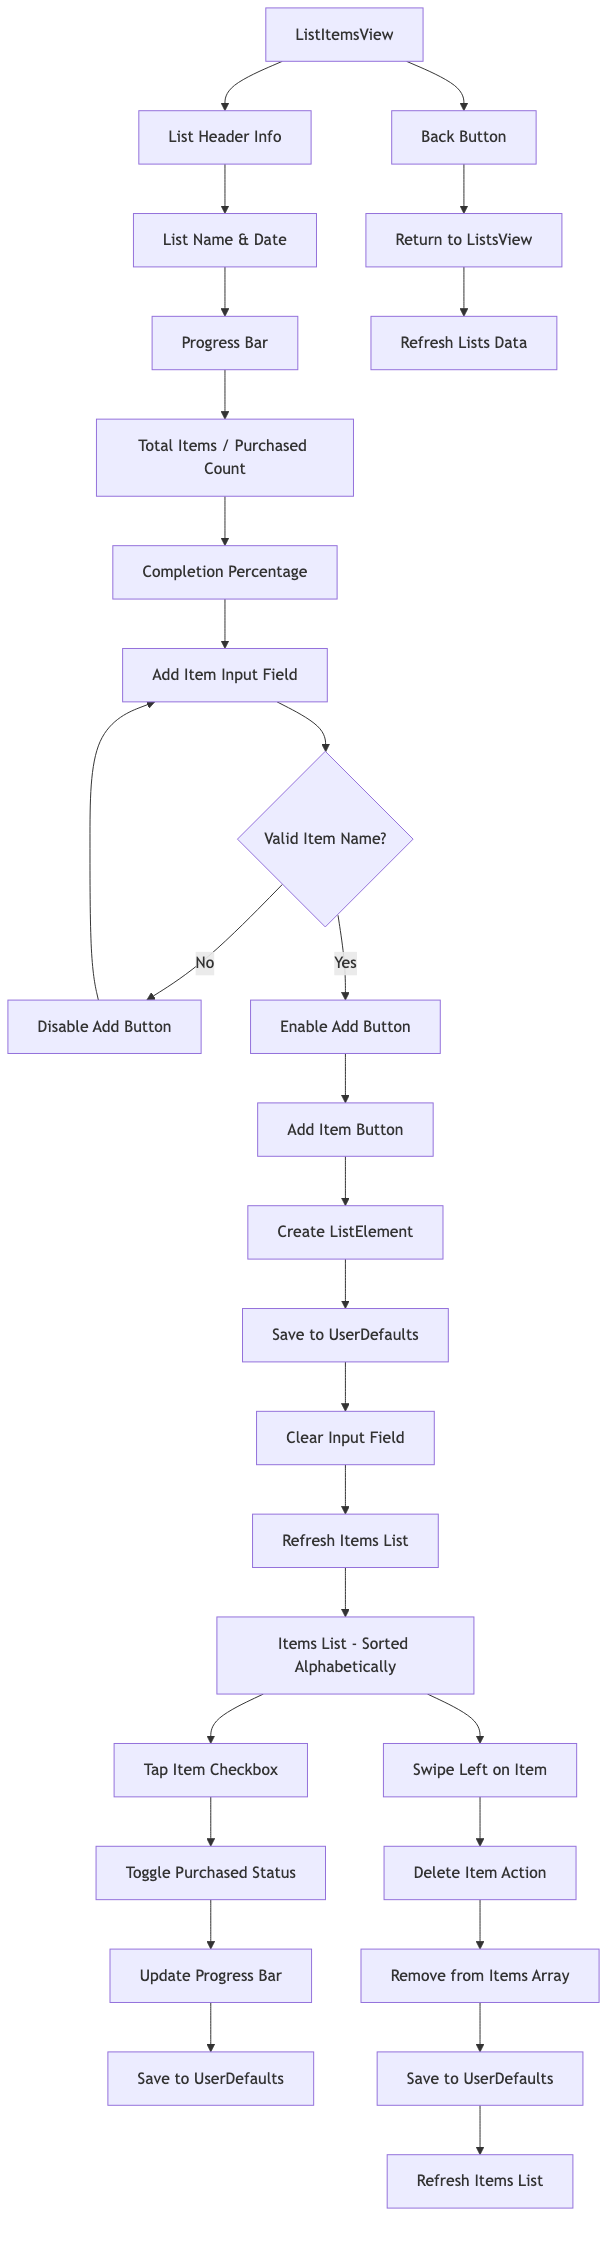 ListItemsView
List Header Info
Back Button
List Name & Date
Return to ListsView
Progress Bar
Refresh Lists Data
Total Items / Purchased
Count
Completion Percentage
Add Item Input Field
Valid Item Name?
No
Yes
Disable Add Button
Enable Add Button
Add Item Button
Create ListElement
Save to UserDefaults
Clear Input Field
Refresh Items List
Items List - Sorted
Alphabetically
Tap Item Checkbox
Swipe Left on Item
Toggle Purchased Status
Delete Item Action
Update Progress Bar
Remove from Items Array
Save to UserDefaults
Save to UserDefaults
Refresh Items List